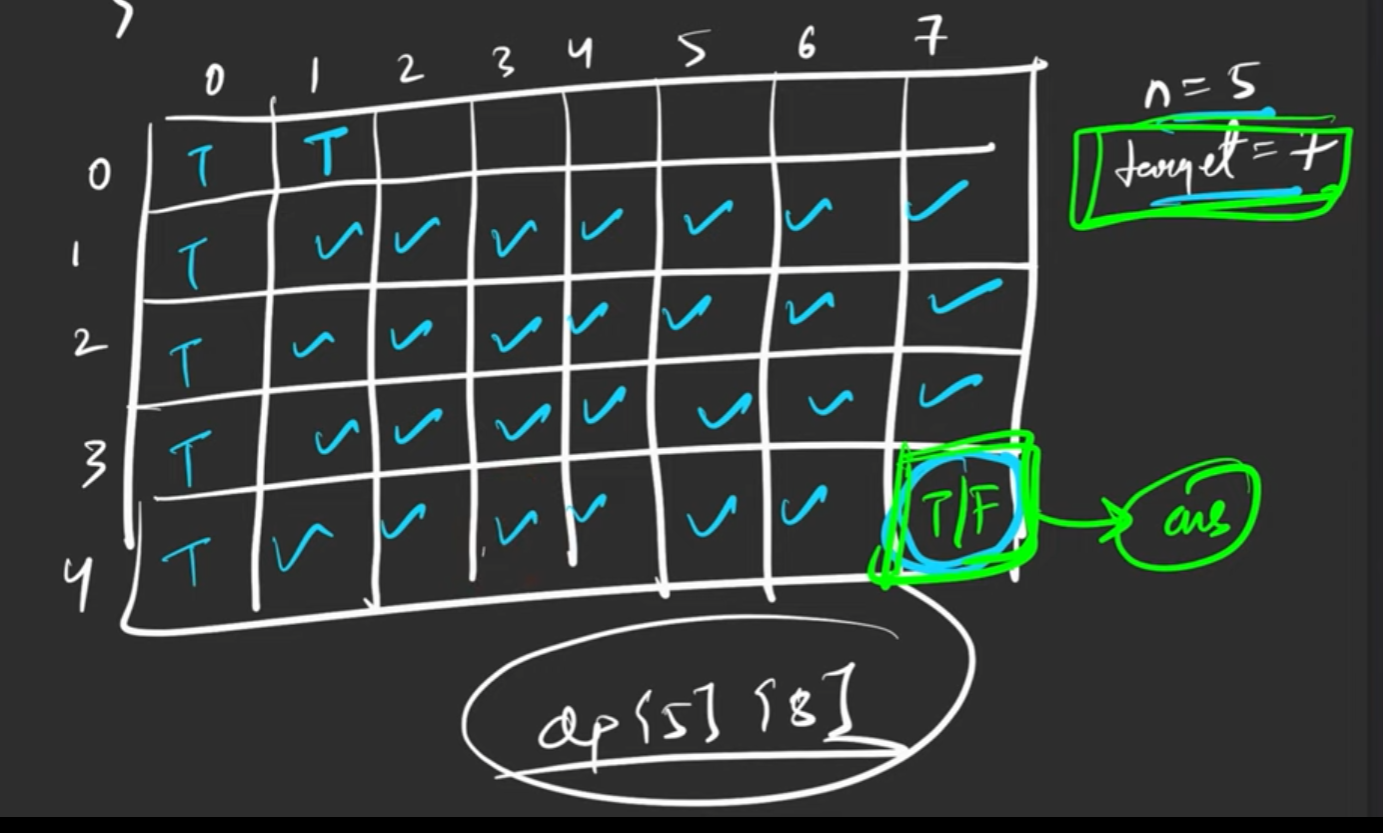 0 1 2 3 4 5 6 7
n = 5
target = 7
0 T T
1 T ✓ ✓ ✓ ✓ ✓ ✓ ✓
2 T ✓ ✓ ✓ ✓ ✓ ✓ ✓
3 T ✓ ✓ ✓ ✓ ✓ ✓ ✓
4 T ✓ ✓ ✓ ✓ ✓ ✓ T/F ans
dp[5][8]